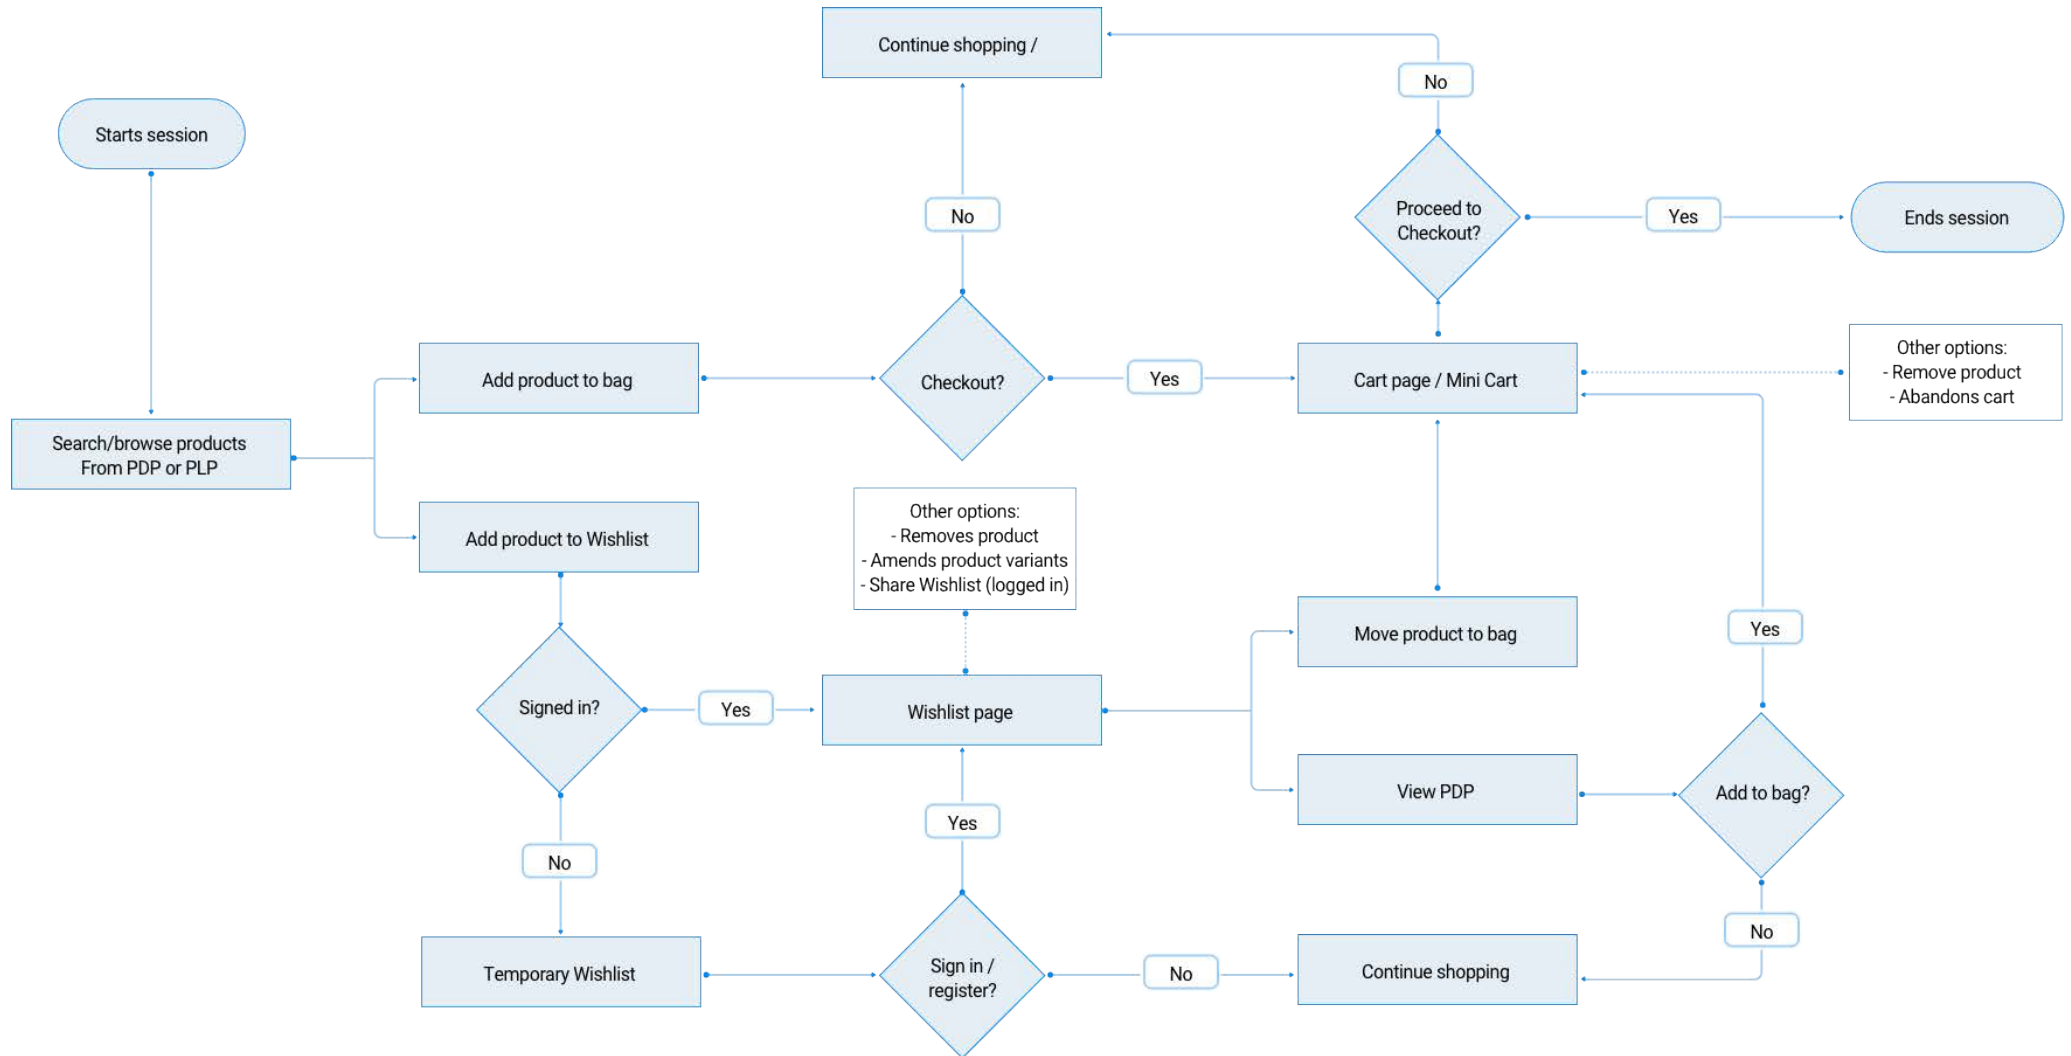 Continue shopping /
No
Starts session
No
Proceed to
Checkout?
Yes
Ends session
Add product to bag
Checkout?
Yes
Cart page / Mini Cart
Other options:
- Remove product
- Abandons cart
Search/browse products
From PDP or PLP
Add product to Wishlist
Other options:
- Removes product
- Amends product variants
- Share Wishlist (logged in)
Move product to bag
Yes
Signed in?
Yes
Wishlist page
View PDP
Add to bag?
Yes
No
No
Temporary Wishlist
Sign in /
register?
No
Continue shopping